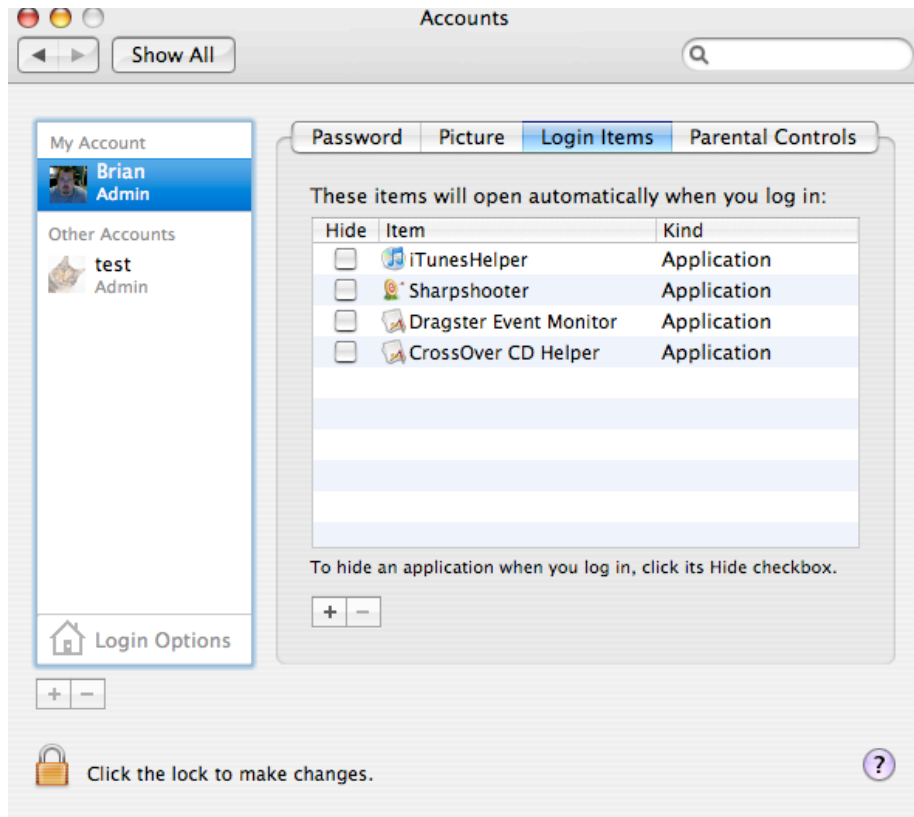 Accounts
Show All
My Account
Brian
Admin
Other Accounts
test
Admin
Login Options
Password Picture Login Items Parental Controls
These items will open automatically when you log in:
Hide Item Kind
iTunesHelper Application
Sharpshooter Application
Dragster Event Monitor Application
CrossOver CD Helper Application
To hide an application when you log in, click its Hide checkbox.
+ −
+ −
Click the lock to make changes.
?